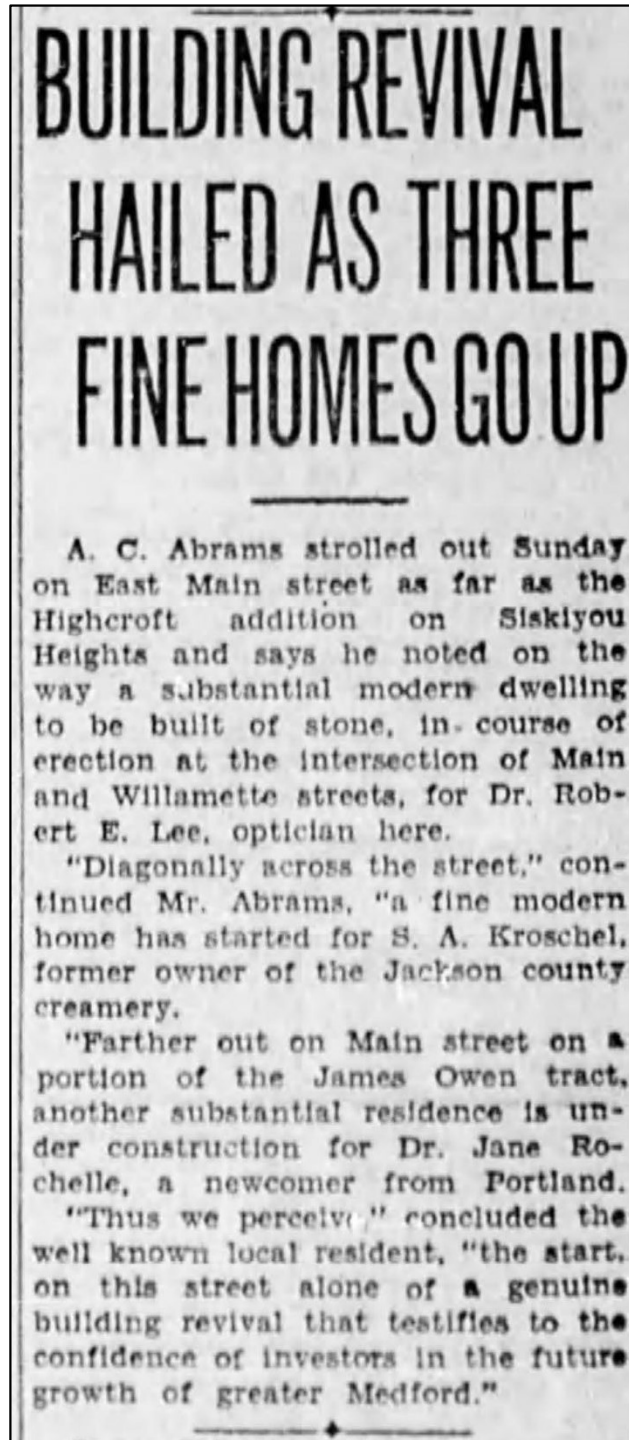 BUILDING REVIVAL
HAILED AS THREE
FINE HOMES GO UP
A. C. Abrams strolled out Sunday
on East Main street as far as the
Highcroft addition on Siskiyou
Heights and says he noted on the
way a substantial modern dwelling
to be built of stone, in course of
erection at the intersection of Main
and Willamette streets, for Dr. Rob-
ert E. Lee, optician here.
"Diagonally across the street," con-
tinued Mr. Abrams, "a fine modern
home has started for S. A. Kroschel,
former owner of the Jackson county
creamery.
"Farther out on Main street on a
portion of the James Owen tract,
another substantial residence is un-
der construction for Dr. Jane Ro-
chelle, a newcomer from Portland.
"Thus we perceive," concluded the
well known local resident, "the start,
on this street alone of a genuine
building revival that testifies to the
confidence of investors in the future
growth of greater Medford."